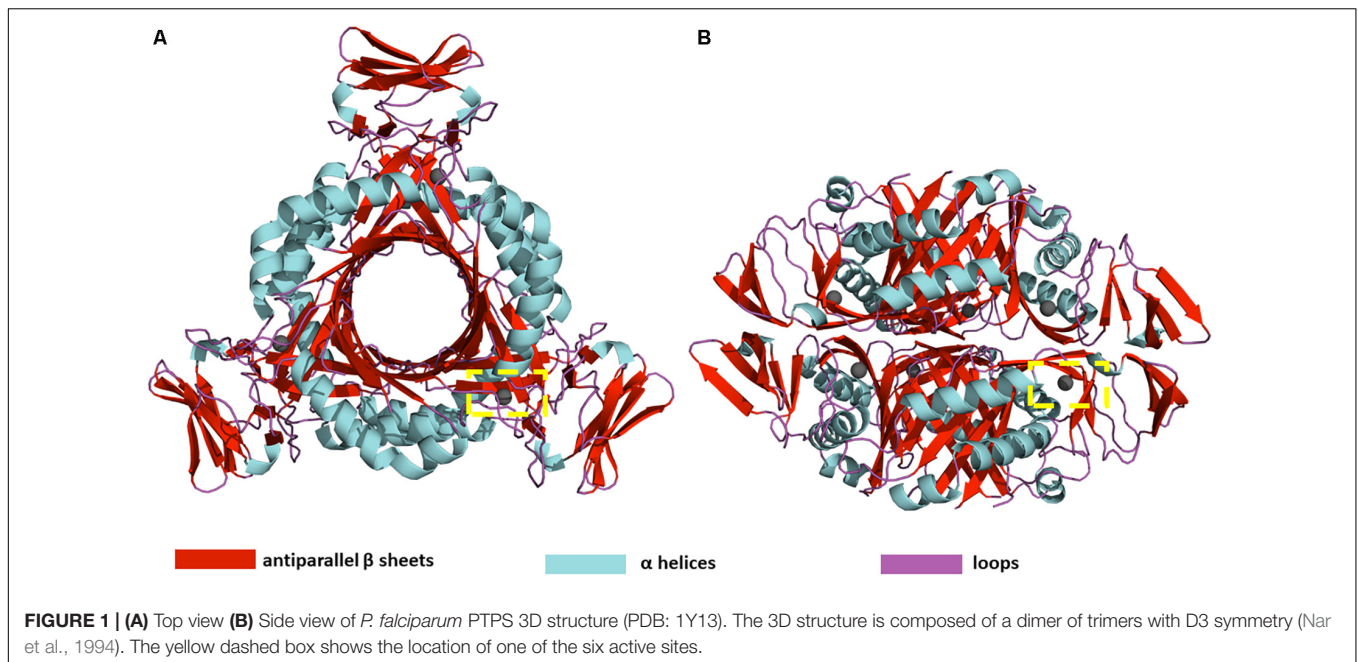 A
B
antiparallel β sheets
α helices
loops
FIGURE 1 | (A) Top view (B) Side view of P. falciparum PTPS 3D structure (PDB: 1Y13). The 3D structure is composed of a dimer of trimers with D3 symmetry (Nar
et al., 1994). The yellow dashed box shows the location of one of the six active sites.